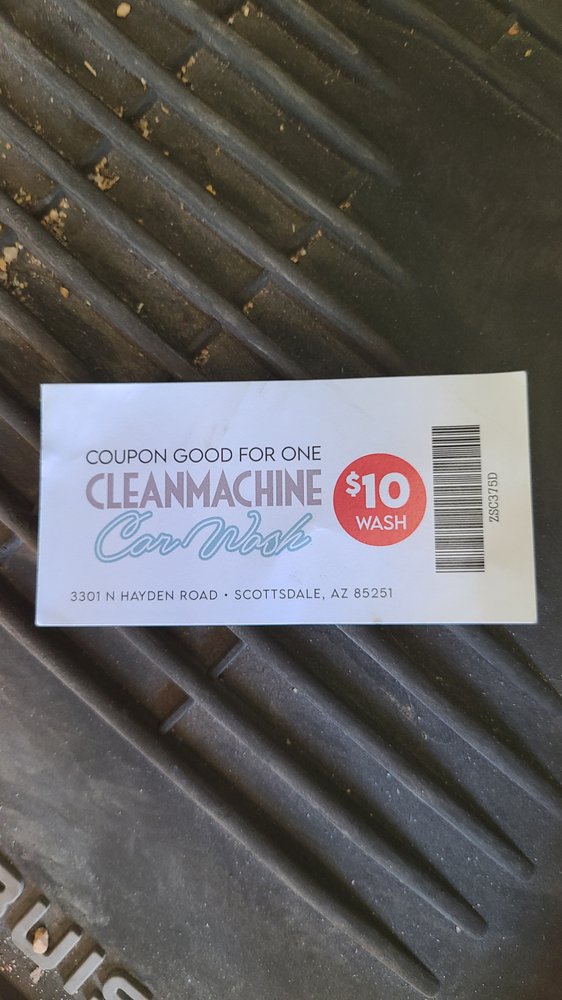 COUPON GOOD FOR ONE
CLEANMACHINE
Car Wash
$10
WASH
3301 N HAYDEN ROAD • SCOTTSDALE, AZ 85251
ZSC375D